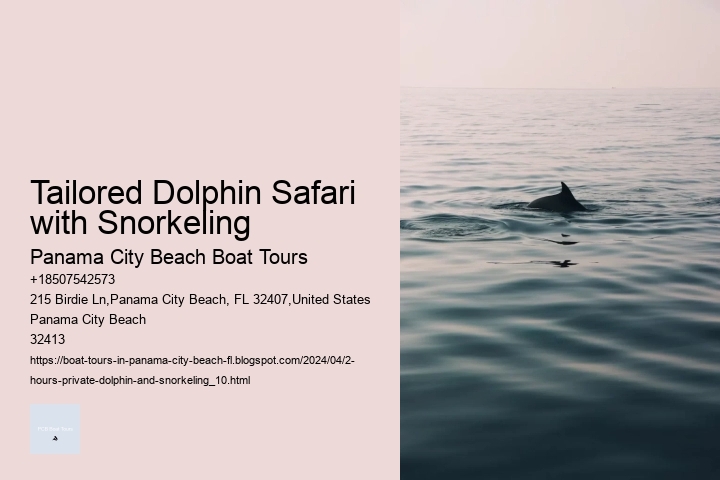 Tailored Dolphin Safari
with Snorkeling
Panama City Beach Boat Tours
+18507542573
215 Birdie Ln,Panama City Beach, FL 32407,United States
Panama City Beach
32413
https://boat-tours-in-panama-city-beach-fl.blogspot.com/2024/04/2-
hours-private-dolphin-and-snorkeling_10.html